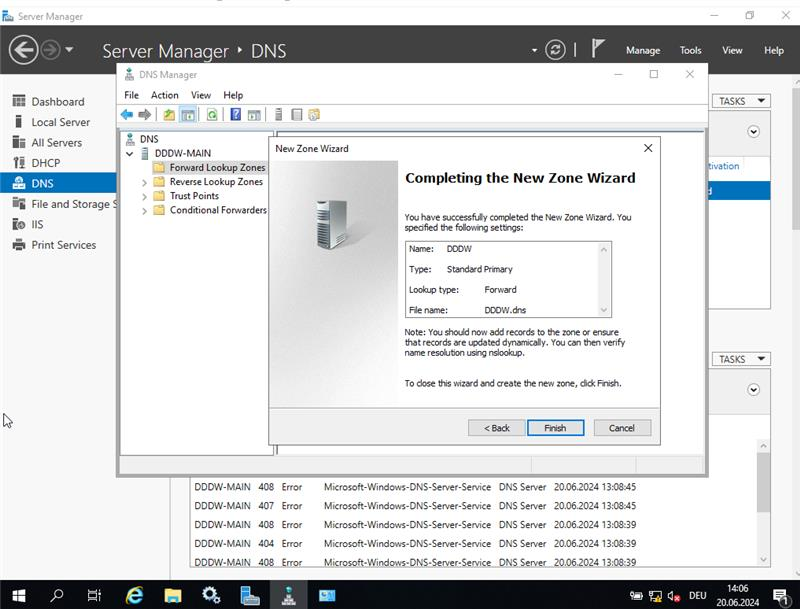 Server Manager
Server Manager ‣ DNS
Manage Tools View Help
Dashboard
Local Server
All Servers
DHCP
DNS
File and Storage S
IIS
Print Services
TASKS
tivation
d
TASKS
DNS Manager
File Action View Help
DNS
DDDW-MAIN
Forward Lookup Zones
Reverse Lookup Zones
Trust Points
Conditional Forwarders
New Zone Wizard
Completing the New Zone Wizard
You have successfully completed the New Zone Wizard. You
specified the following settings:
Name: DDDW
Type: Standard Primary
Lookup type: Forward
File name: DDDW.dns
Note: You should now add records to the zone or ensure
that records are updated dynamically. You can then verify
name resolution using nslookup.
To close this wizard and create the new zone, click Finish.
< Back Finish Cancel
DDDW-MAIN 408 Error Microsoft-Windows-DNS-Server-Service DNS Server 20.06.2024 13:08:45
DDDW-MAIN 407 Error Microsoft-Windows-DNS-Server-Service DNS Server 20.06.2024 13:08:45
DDDW-MAIN 408 Error Microsoft-Windows-DNS-Server-Service DNS Server 20.06.2024 13:08:39
DDDW-MAIN 404 Error Microsoft-Windows-DNS-Server-Service DNS Server 20.06.2024 13:08:39
DDDW-MAIN 408 Error Microsoft-Windows-DNS-Server-Service DNS Server 20.06.2024 13:08:39
DEU
14:06
20.06.2024
1